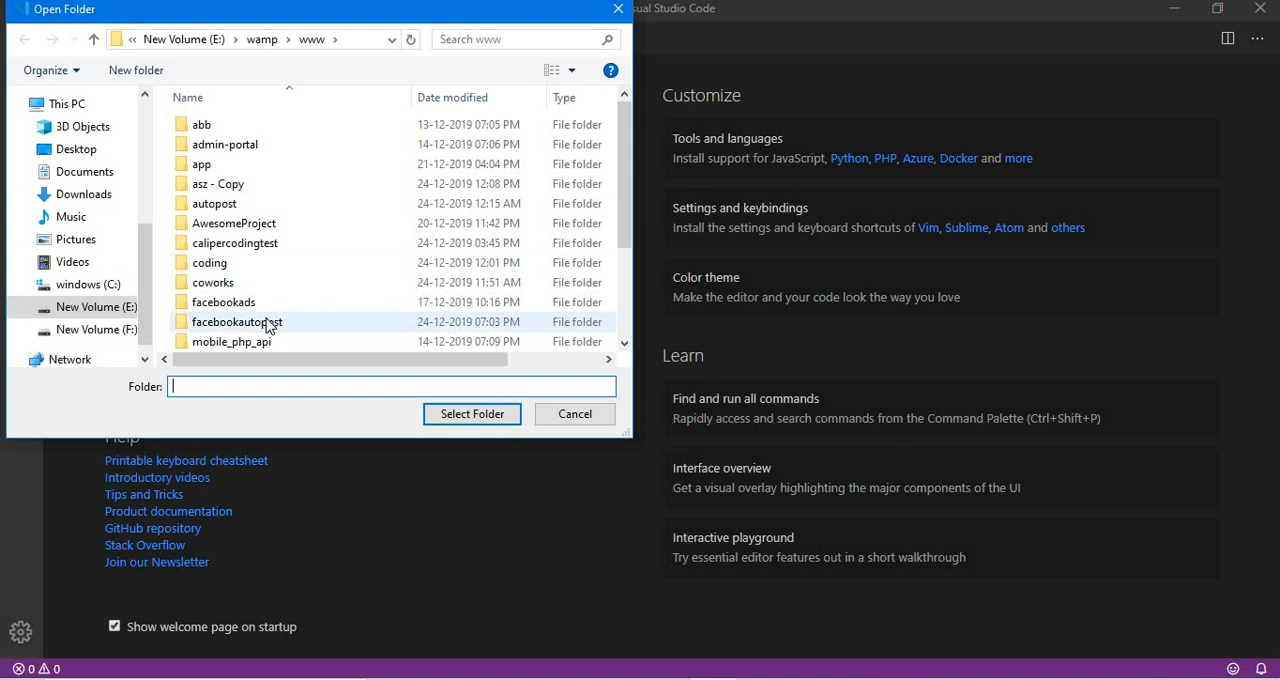 Open Folder
sual Studio Code
« New Volume (E:) > wamp > www >
Search www
Organize
New folder
Name
Date modified
Type
This PC
3D Objects
Desktop
Documents
Downloads
Music
Pictures
Videos
windows (C:)
New Volume (E:)
New Volume (F:)
Network
abb 13-12-2019 07:05 PM File folder
admin-portal 14-12-2019 07:06 PM File folder
app 21-12-2019 04:04 PM File folder
asz - Copy 24-12-2019 12:08 PM File folder
autopost 24-12-2019 12:15 AM File folder
AwesomeProject 20-12-2019 11:42 PM File folder
calipercodingtest 24-12-2019 03:45 PM File folder
coding 24-12-2019 12:01 PM File folder
coworks 24-12-2019 11:51 AM File folder
facebookads 17-12-2019 10:16 PM File folder
facebookautopost 24-12-2019 07:03 PM File folder
mobile_php_api 14-12-2019 07:09 PM File folder
Folder:
Select Folder
Cancel
Help
Printable keyboard cheatsheet
Introductory videos
Tips and Tricks
Product documentation
GitHub repository
Stack Overflow
Join our Newsletter
Show welcome page on startup
Customize
Tools and languages
Install support for JavaScript, Python, PHP, Azure, Docker and more
Settings and keybindings
Install the settings and keyboard shortcuts of Vim, Sublime, Atom and others
Color theme
Make the editor and your code look the way you love
Learn
Find and run all commands
Rapidly access and search commands from the Command Palette (Ctrl+Shift+P)
Interface overview
Get a visual overlay highlighting the major components of the UI
Interactive playground
Try essential editor features out in a short walkthrough
0 0